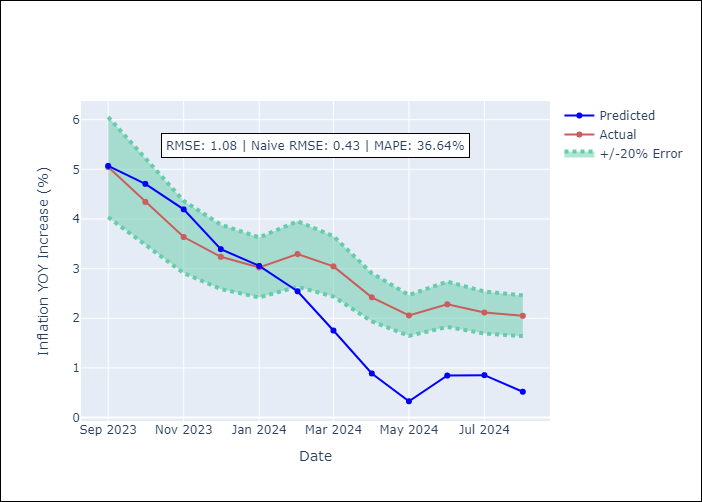 RMSE: 1.08 | Naive RMSE: 0.43 | MAPE: 36.64%
Predicted
Actual
+/-20% Error
Inflation YOY Increase (%)
6
5
4
3
2
1
0
Sep 2023
Nov 2023
Jan 2024
Mar 2024
May 2024
Jul 2024
Date